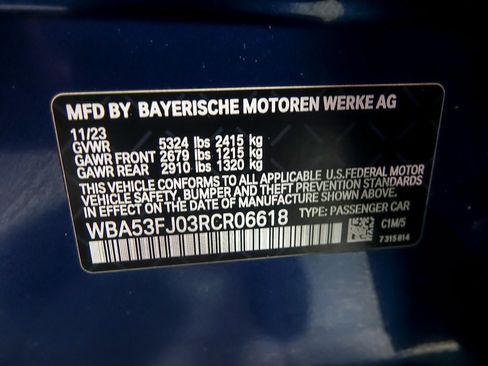 MFD BY BAYERISCHE MOTOREN WERKE AG
11/23
GVWR 5324 lbs 2415 kg
GAWR FRONT 2679 lbs 1215 kg
GAWR REAR 2910 lbs 1320 kg
THIS VEHICLE CONFORMS TO ALL APPLICABLE U.S.FEDERAL MOTOR
VEHICLE SAFETY, BUMPER, AND THEFT PREVENTION STANDARDS
IN EFFECT ON THE DATE OF MANUFACTURE SHOWN ABOVE.
WBA53FJ03RCR06618 TYPE: PASSENGER CAR
C1M/5
7315814